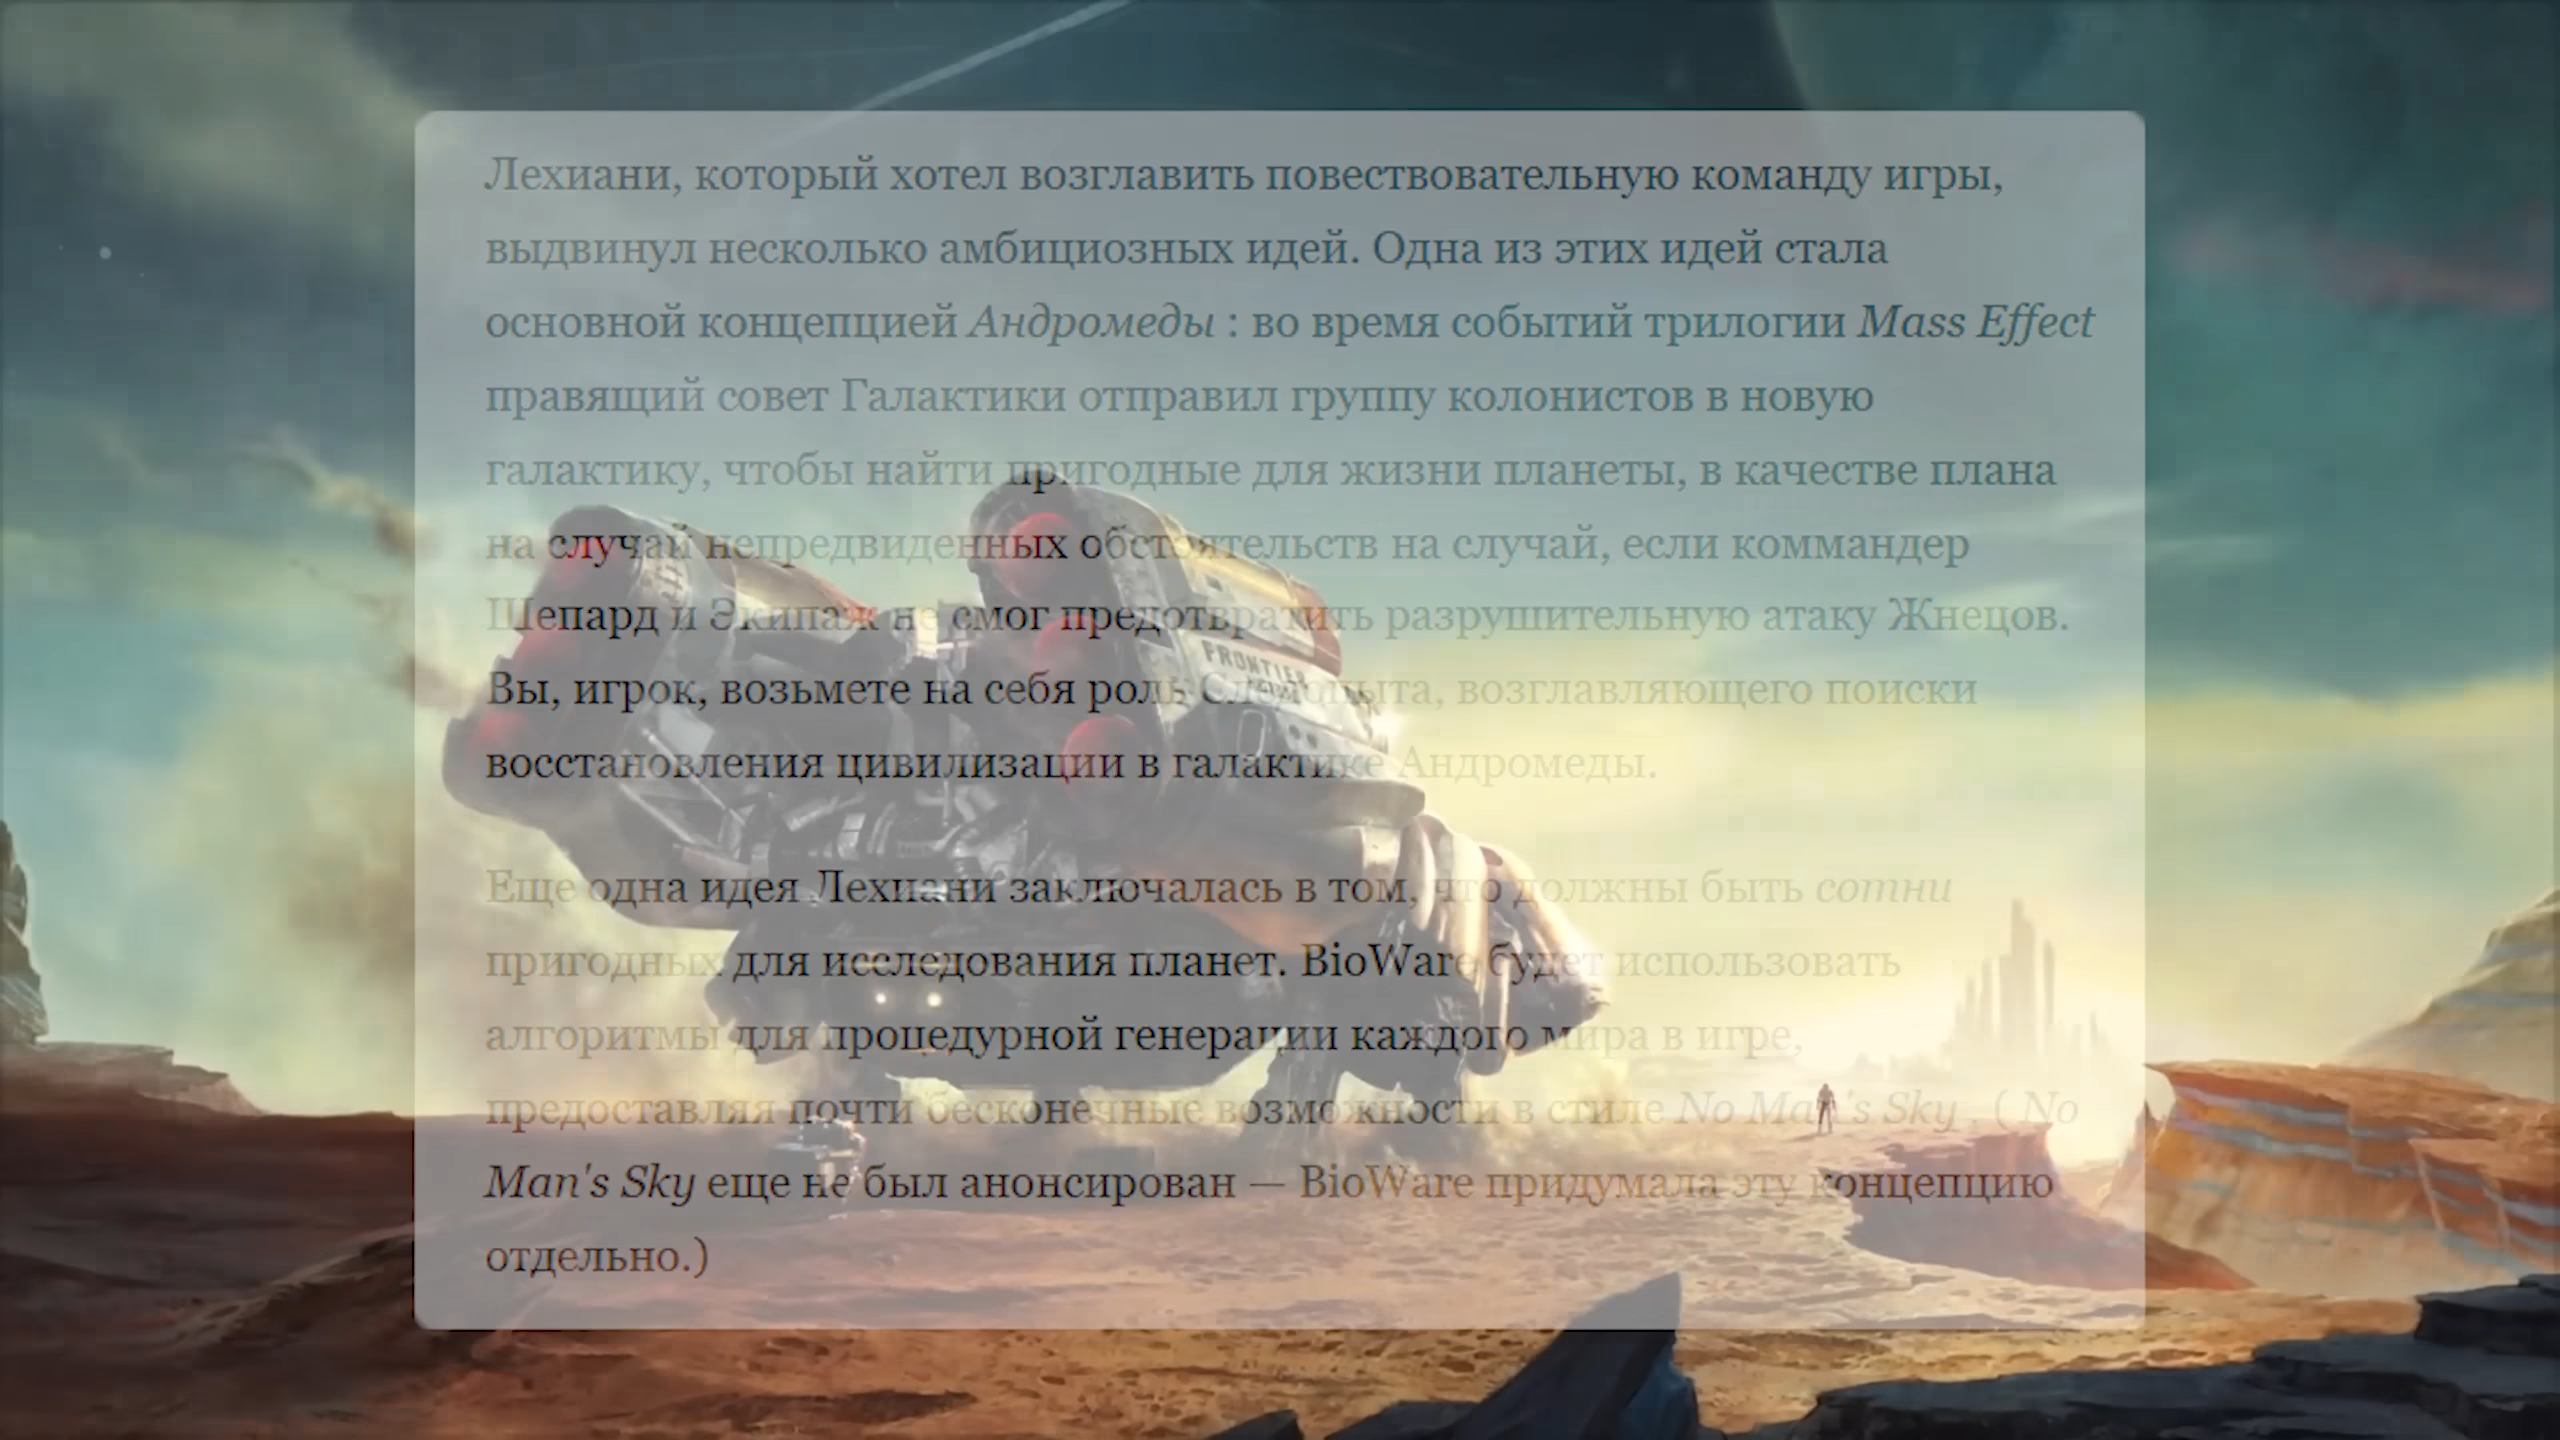 Лехиани, который хотел возглавить повествовательную команду игры,
выдвинул несколько амбициозных идей. Одна из этих идей стала
основной концепцией Андромеды : во время событий трилогии Mass Effect
правящий совет Галактики отправил группу колонистов в новую
галактику, чтобы найти пригодные для жизни планеты, в качестве плана
на случай непредвиденных обстоятельств на случай, если коммандер
Шепард и Экипаж не смог предотвратить разрушительную атаку Жнецов.
Вы, игрок, возьмете на себя роль Следопыта, возглавляющего поиски
восстановления цивилизации в галактике Андромеды.
Еще одна идея Лехиани заключалась в том, что должны быть сотни
пригодных для исследования планет. BioWare будет использовать
алгоритмы для процедурной генерации каждого мира в игре,
предоставляя почти бесконечные возможности в стиле No Man's Sky . ( No
Man's Sky еще не был анонсирован — BioWare придумала эту концепцию
отдельно.)
FRONTIER